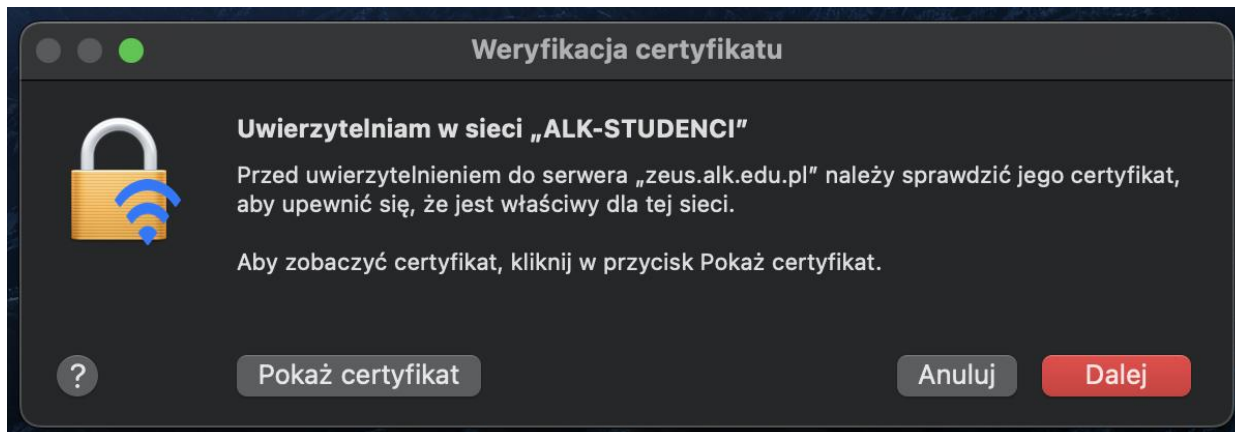 Weryfikacja certyfikatu
Uwierzytelniam w sieci „ALK-STUDENCI”
Przed uwierzytelnieniem do serwera „zeus.alk.edu.pl” należy sprawdzić jego certyfikat,
aby upewnić się, że jest właściwy dla tej sieci.
Aby zobaczyć certyfikat, kliknij w przycisk Pokaż certyfikat.
?
Pokaż certyfikat
Anuluj
Dalej